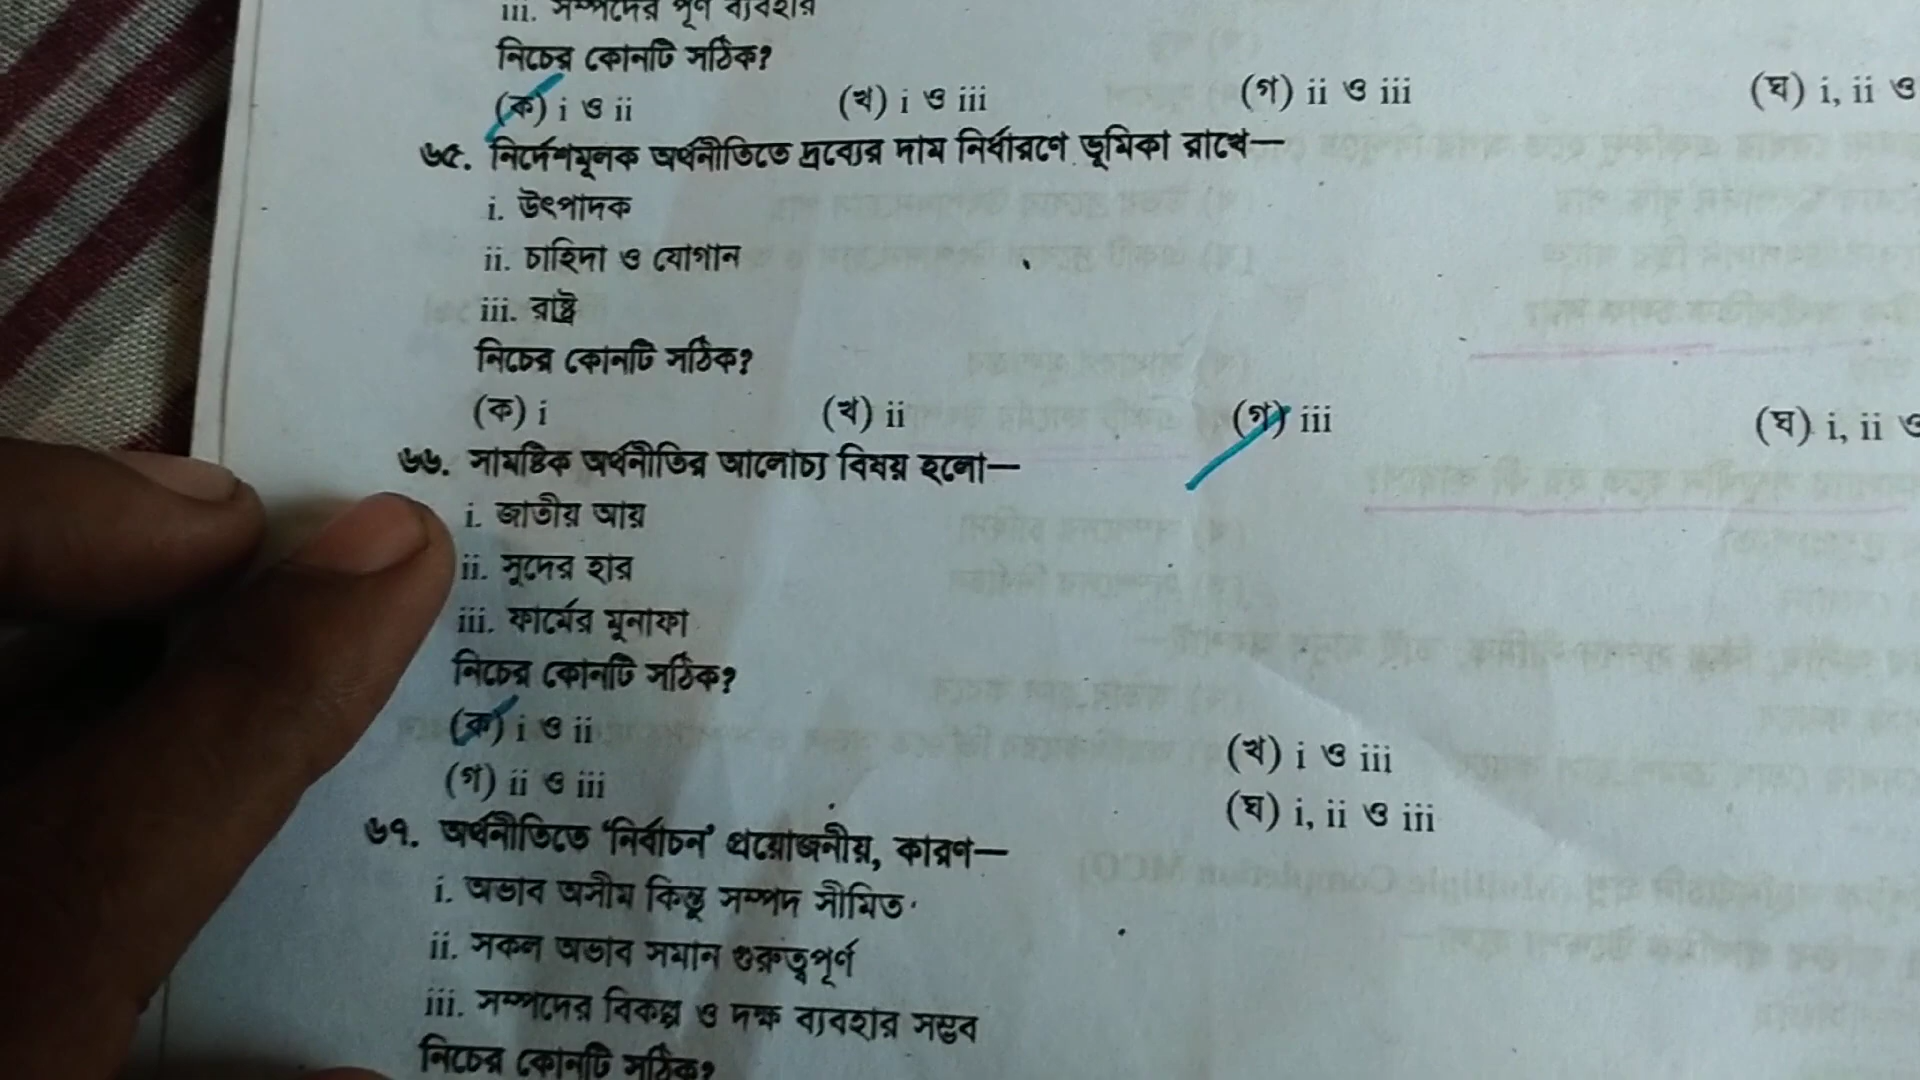 iii. সম্পদের পূর্ণ ব্যবহার
নিচের কোনটি সঠিক?
(ক) i ও ii (খ) i ও iii (গ) ii ও iii (ঘ) i, ii ও
৬৫. নির্দেশমূলক অর্থনীতিতে দ্রব্যের দাম নির্ধারণে ভূমিকা রাখে—
i. উৎপাদক
ii. চাহিদা ও যোগান
iii. রাষ্ট্র
নিচের কোনটি সঠিক?
(ক) i (খ) ii (গ) iii (ঘ) i, ii ও
৬৬. সামষ্টিক অর্থনীতির আলোচ্য বিষয় হলো—
i. জাতীয় আয়
ii. সুদের হার
iii. ফার্মের মুনাফা
নিচের কোনটি সঠিক?
(ক) i ও ii (খ) i ও iii
(গ) ii ও iii (ঘ) i, ii ও iii
৬৭. অর্থনীতিতে ‘নির্বাচন’ প্রয়োজনীয়, কারণ—
i. অভাব অসীম কিন্তু সম্পদ সীমিত
ii. সকল অভাব সমান গুরুত্বপূর্ণ
iii. সম্পদের বিকল্প ও দক্ষ ব্যবহার সম্ভব
নিচের কোনটি সঠিক?